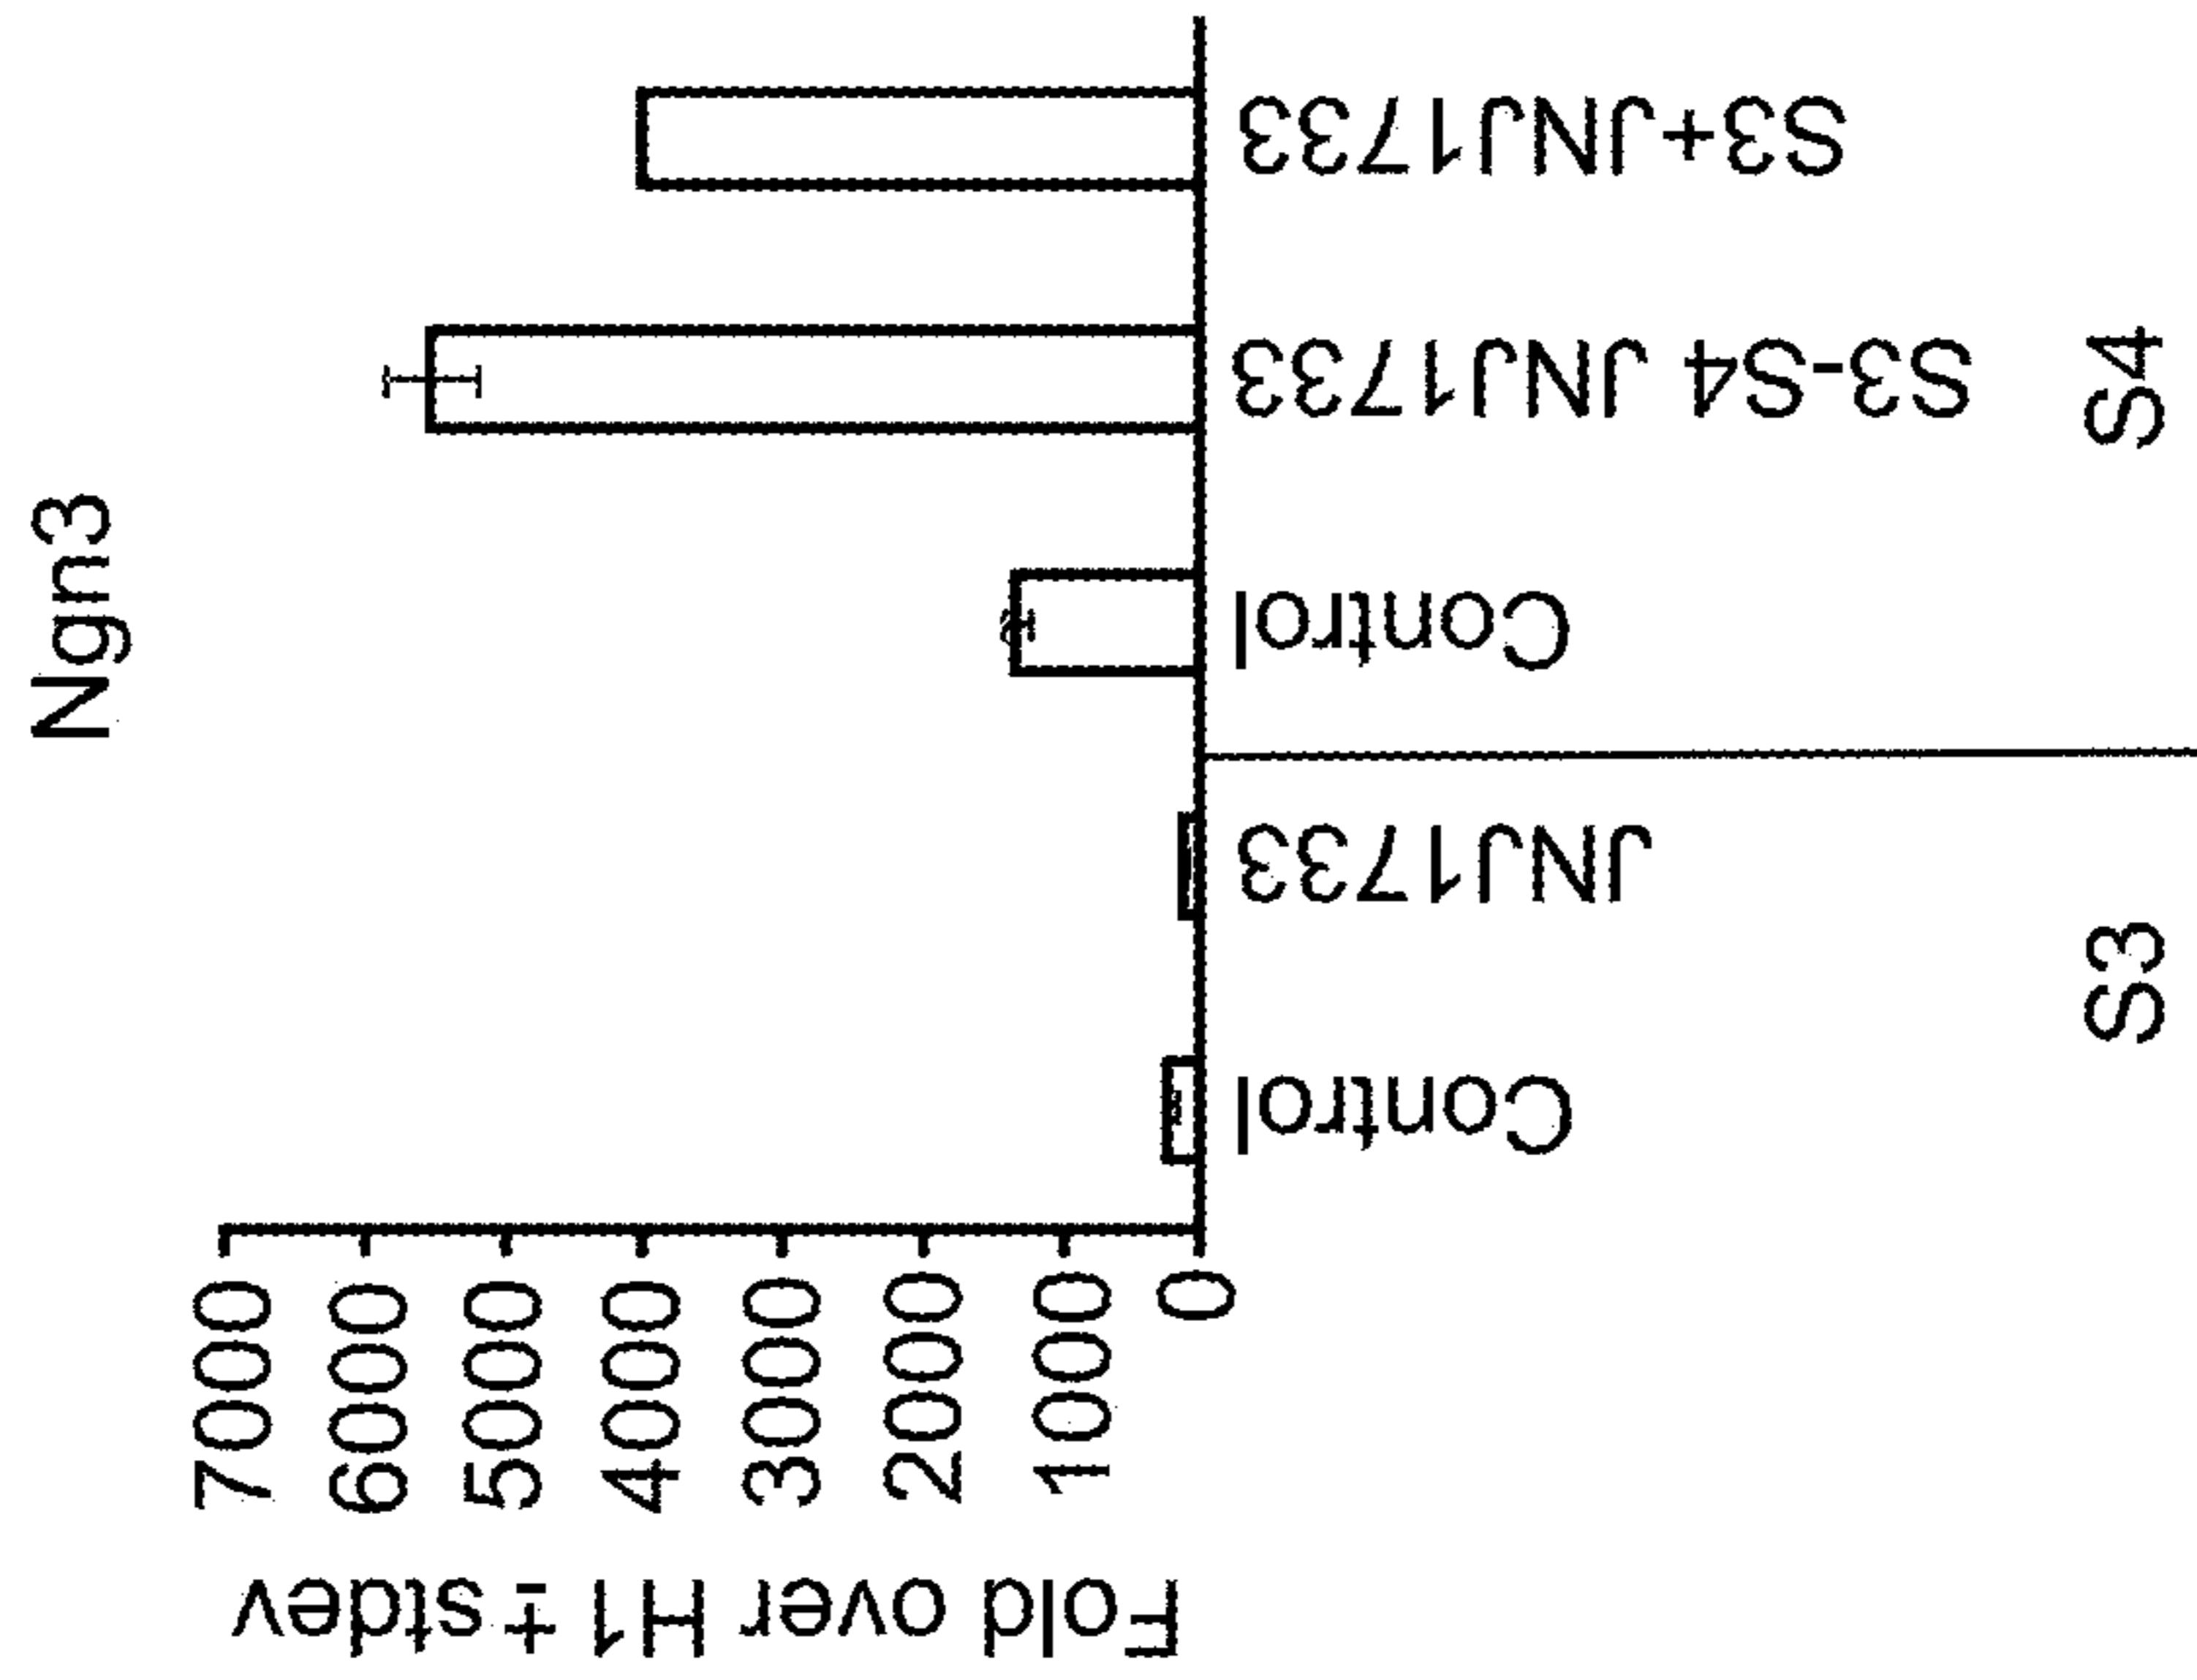 Ngn3
Fold over H1 ± stdev
7000
6000
5000
4000
3000
2000
1000
0
Control
JNJ1733
Control
S3-S4 JNJ1733
S3+JNJ1733
S3
S4